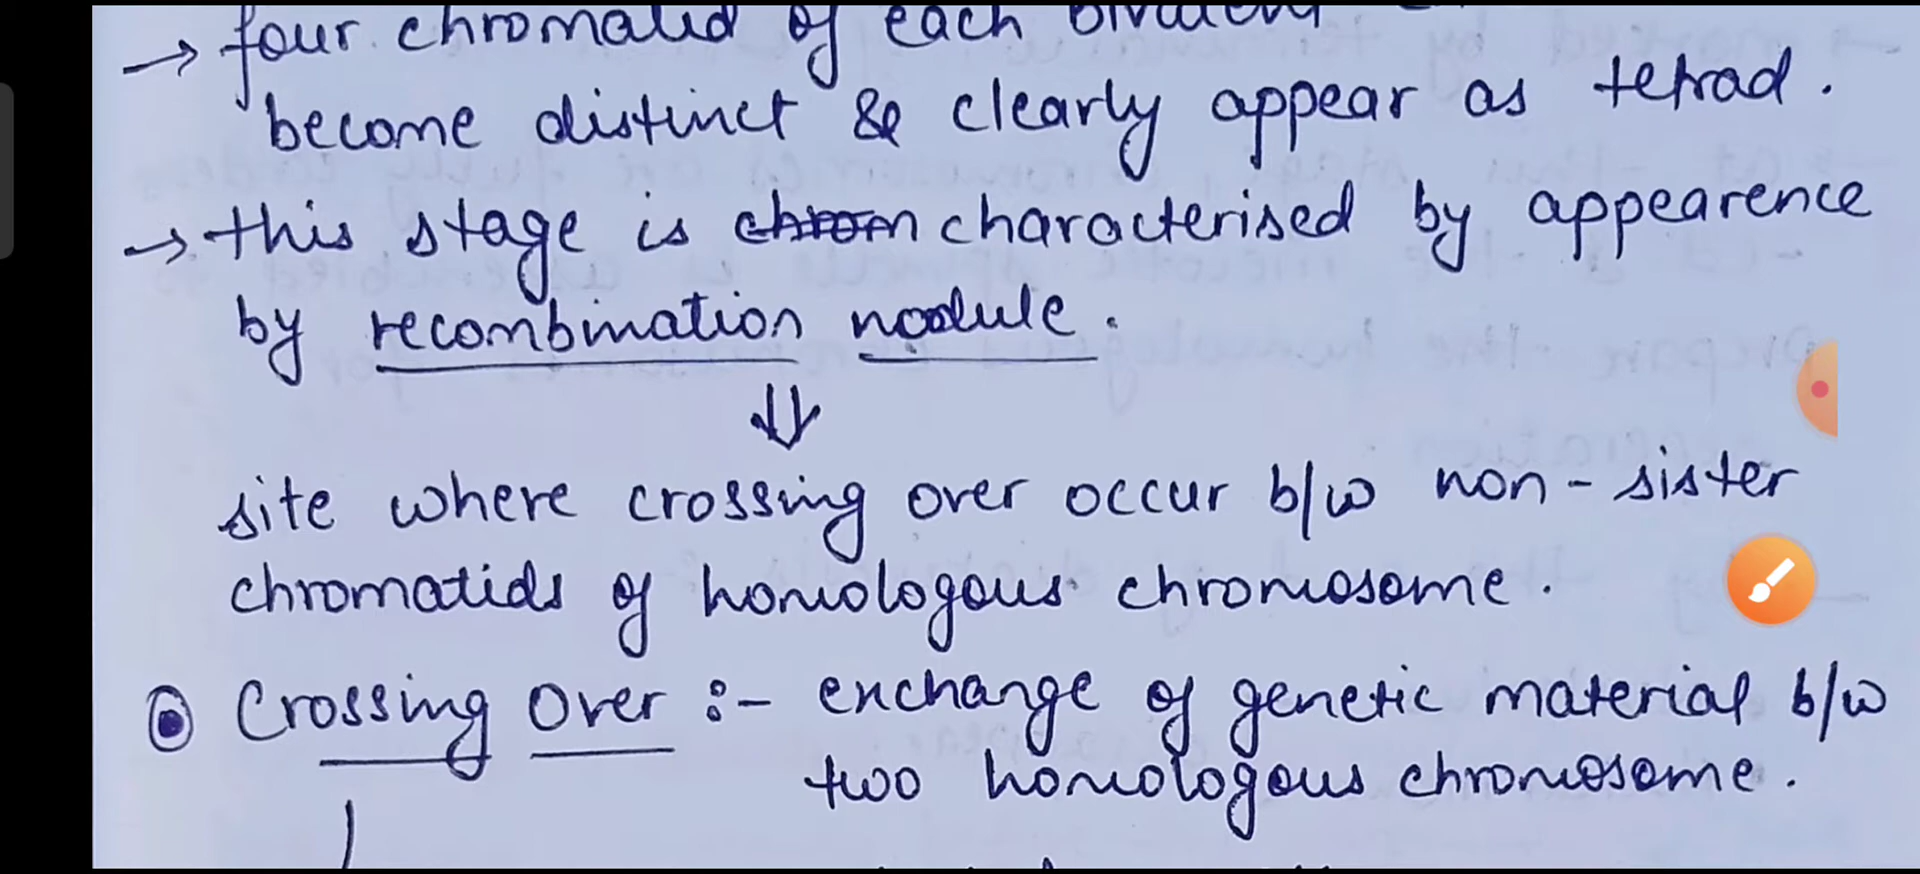 → four chromatid of each bivalent
become distinct & clearly appear as tetrad.
→ this stage is chrom characterised by appearence
by recombination nodule.
⇓
site where crossing over occur b/w non-sister
chromatids of homologous chromosome.
Crossing Over :- exchange of genetic material b/w
two homologous chromosome.